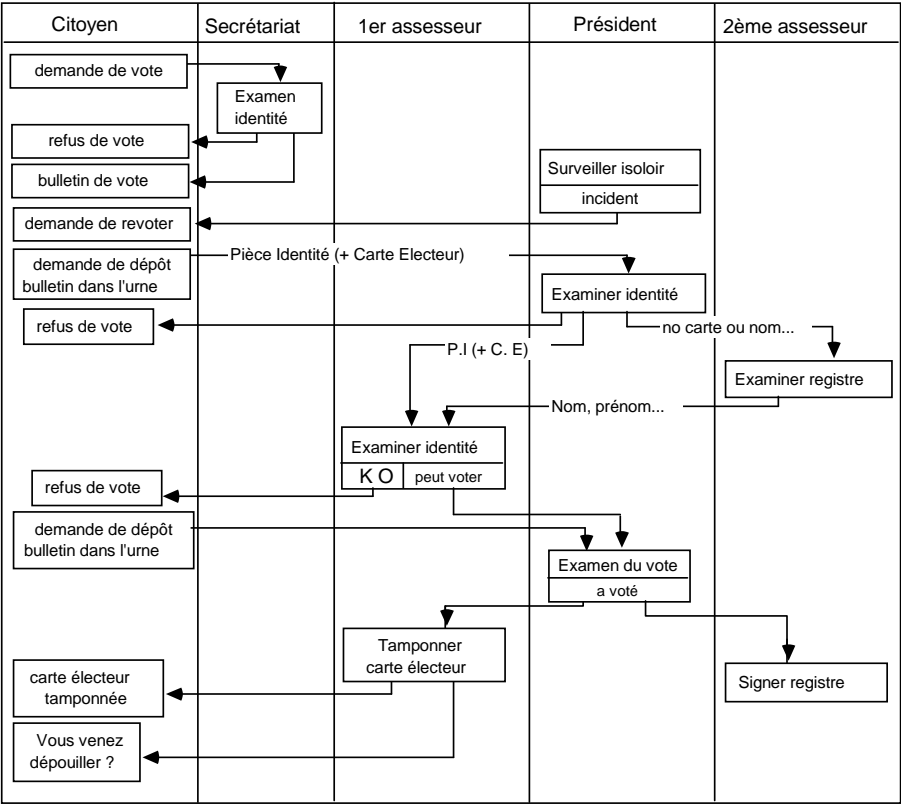 Citoyen
Secrétariat
1er assesseur
Président
2ème assesseur
demande de vote
Examen
identité
refus de vote
bulletin de vote
Surveiller isoloir
incident
demande de revoter
Pièce Identité (+ Carte Electeur)
demande de dépôt
bulletin dans l'urne
Examiner identité
refus de vote
no carte ou nom...
P.I (+ C. E)
Examiner registre
Nom, prénom...
Examiner identité
K O
peut voter
refus de vote
demande de dépôt
bulletin dans l'urne
Examen du vote
a voté
Tamponner
carte électeur
carte électeur
tamponnée
Signer registre
Vous venez
dépouiller ?